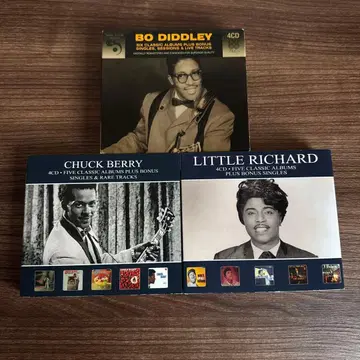 BO DIDDLEY
SIX CLASSIC ALBUMS PLUS BONUS
SINGLES, SESSIONS & LIVE TRACKS
4CD
CHUCK BERRY
4CD • FIVE CLASSIC ALBUMS PLUS BONUS
SINGLES & RARE TRACKS
LITTLE RICHARD
4CD • FIVE CLASSIC ALBUMS
PLUS BONUS SINGLES